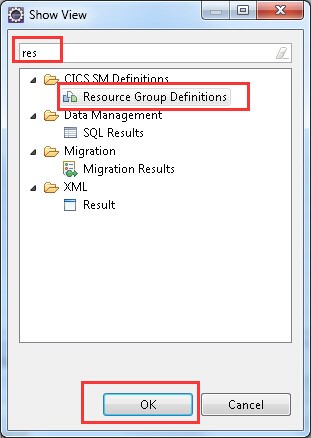 Show View
res
CICS SM Definitions
Resource Group Definitions
Data Management
SQL Results
Migration
Migration Results
XML
Result
OK
Cancel